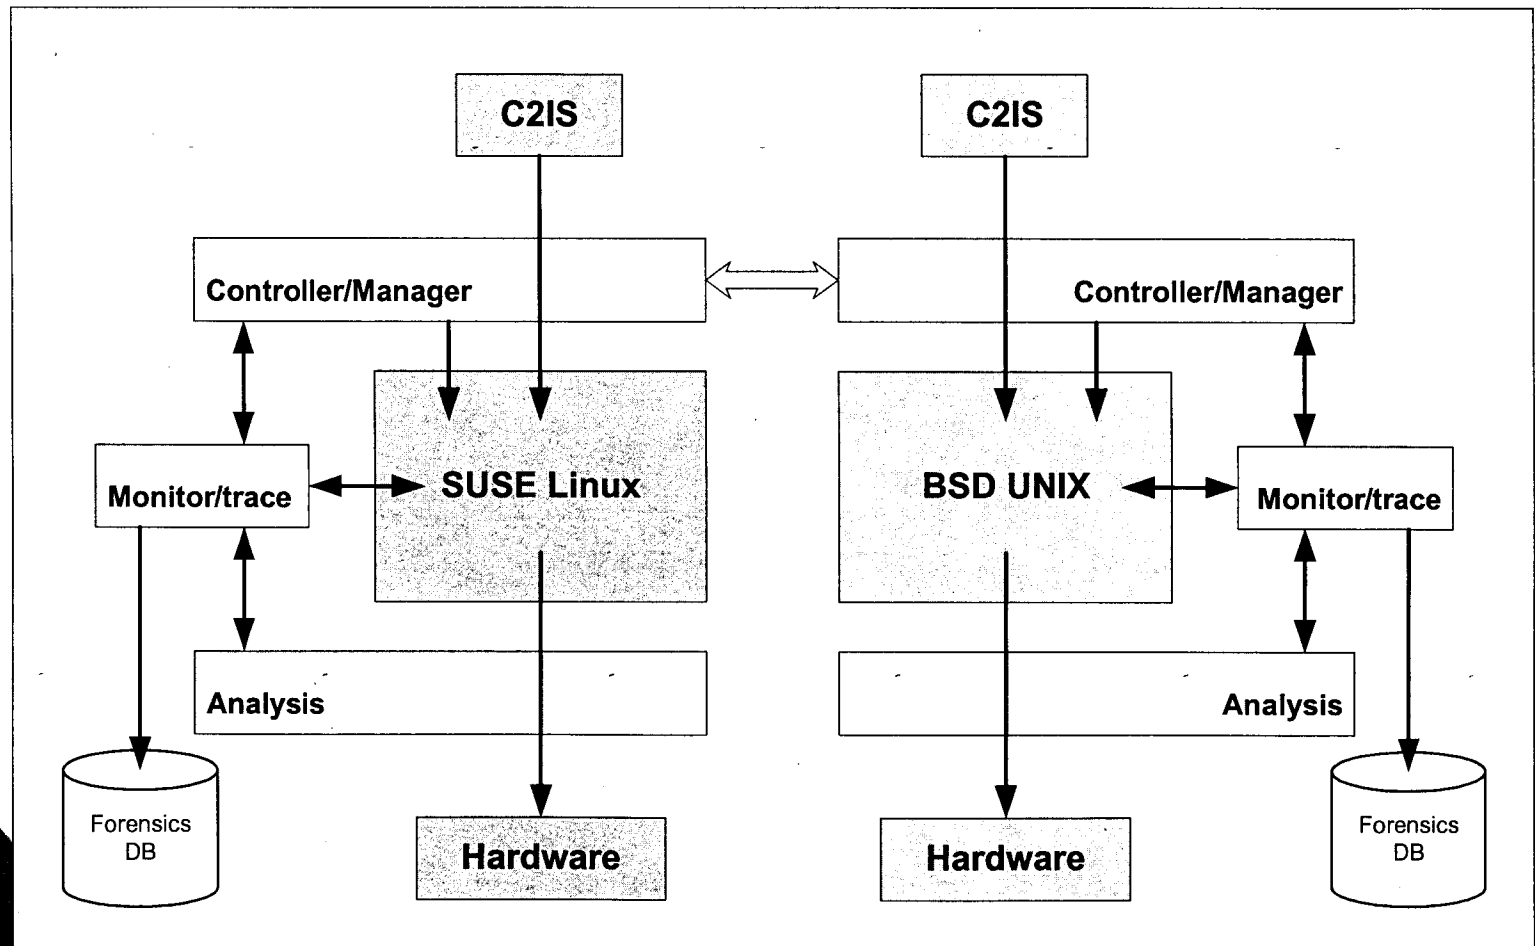 C2IS
C2IS
Controller/Manager
Controller/Manager
SUSE Linux
BSD UNIX
Monitor/trace
Monitor/trace
Analysis
Analysis
Forensics
DB
Forensics
DB
Hardware
Hardware